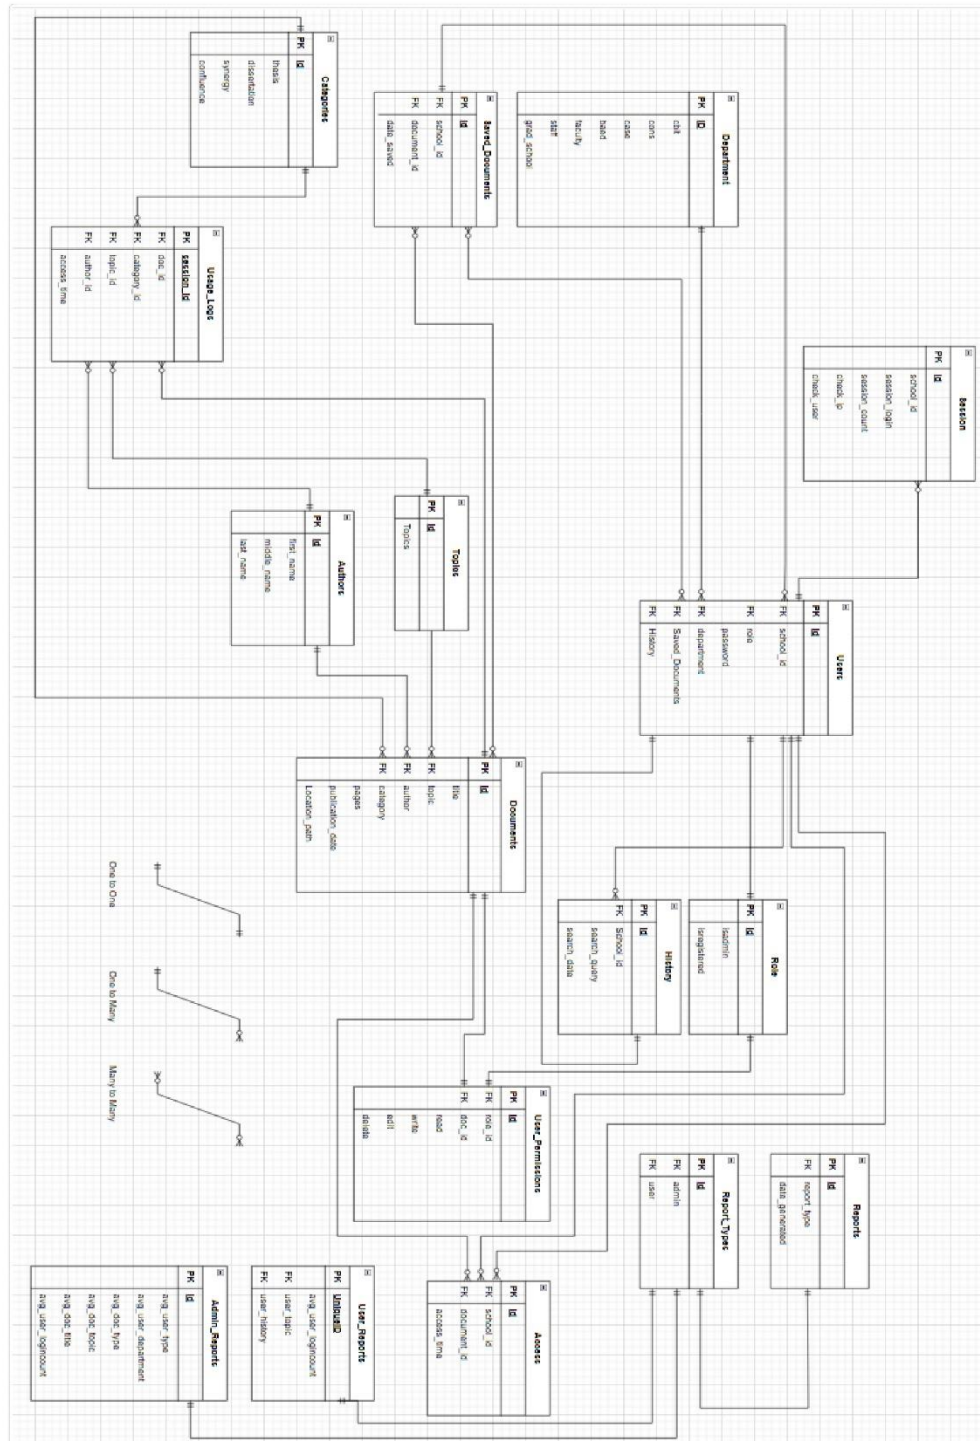 Session
PK Id
school_id
session_login
session_count
check_ip
check_user
Reports
PK Id
FK report_type
date_generated
Users
PK Id
FK school_id
FK role
password
FK department
FK Saved_Documents
FK History
Role
PK Id
isadmin
isregistered
Department
PK ID
cbit
cons
case
baed
faculty
staff
grad_school
Report_Types
PK Id
FK admin
FK user
History
PK Id
FK School_id
search_query
search_date
User_Permissions
PK Id
FK role_id
FK doc_id
read
write
edit
delete
Access
PK Id
FK school_id
FK document_id
access_time
Documents
PK Id
title
FK topic
FK author
FK category
pages
publication_date
Location_path
Saved_Documents
PK Id
FK school_id
FK document_id
date_saved
Topics
PK Id
Topics
User_Reports
PK UniqueID
avg_user_logincount
FK user_topic
FK user_history
Authors
PK Id
first_name
middle_name
last_name
Categories
PK Id
thesis
dissertation
synergy
confluence
Admin_Reports
PK Id
avg_user_type
avg_user_department
avg_doc_type
avg_doc_topic
avg_doc_title
avg_user_logincount
Usage_Logs
PK session_id
FK doc_id
FK category_id
FK topic_id
FK author_id
access_time
One to One
One to Many
Many to Many